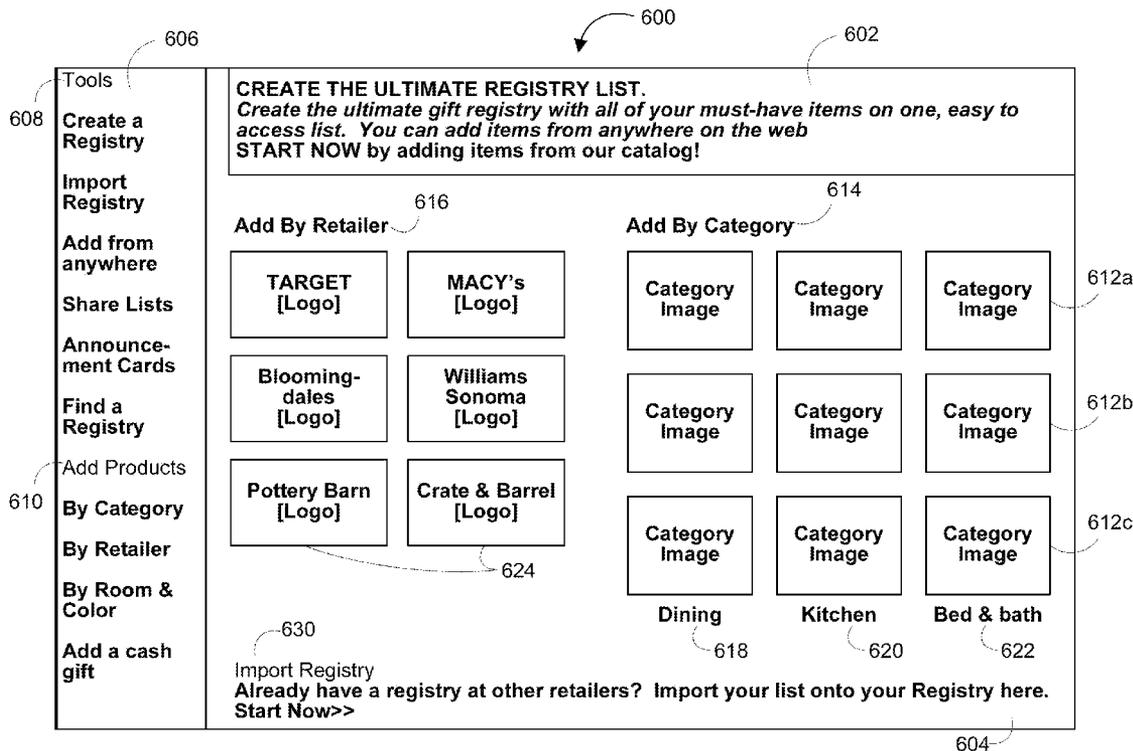 600
606
602
Tools
608
Create a
Registry
Import
Registry
Add from
anywhere
Share Lists
Announce-
ment Cards
Find a
Registry
Add Products
610
By Category
By Retailer
By Room &
Color
Add a cash
gift
CREATE THE ULTIMATE REGISTRY LIST.
Create the ultimate gift registry with all of your must-have items on one, easy to
access list. You can add items from anywhere on the web
START NOW by adding items from our catalog!
616
Add By Retailer
TARGET
[Logo]
MACY's
[Logo]
Blooming-
dales
[Logo]
Williams
Sonoma
[Logo]
Pottery Barn
[Logo]
Crate & Barrel
[Logo]
624
614
Add By Category
Category
Image
Category
Image
Category
Image
612a
Category
Image
Category
Image
Category
Image
612b
Category
Image
Category
Image
Category
Image
612c
Dining
Kitchen
Bed & bath
618
620
622
630
Import Registry
Already have a registry at other retailers? Import your list onto your Registry here.
Start Now>>
604